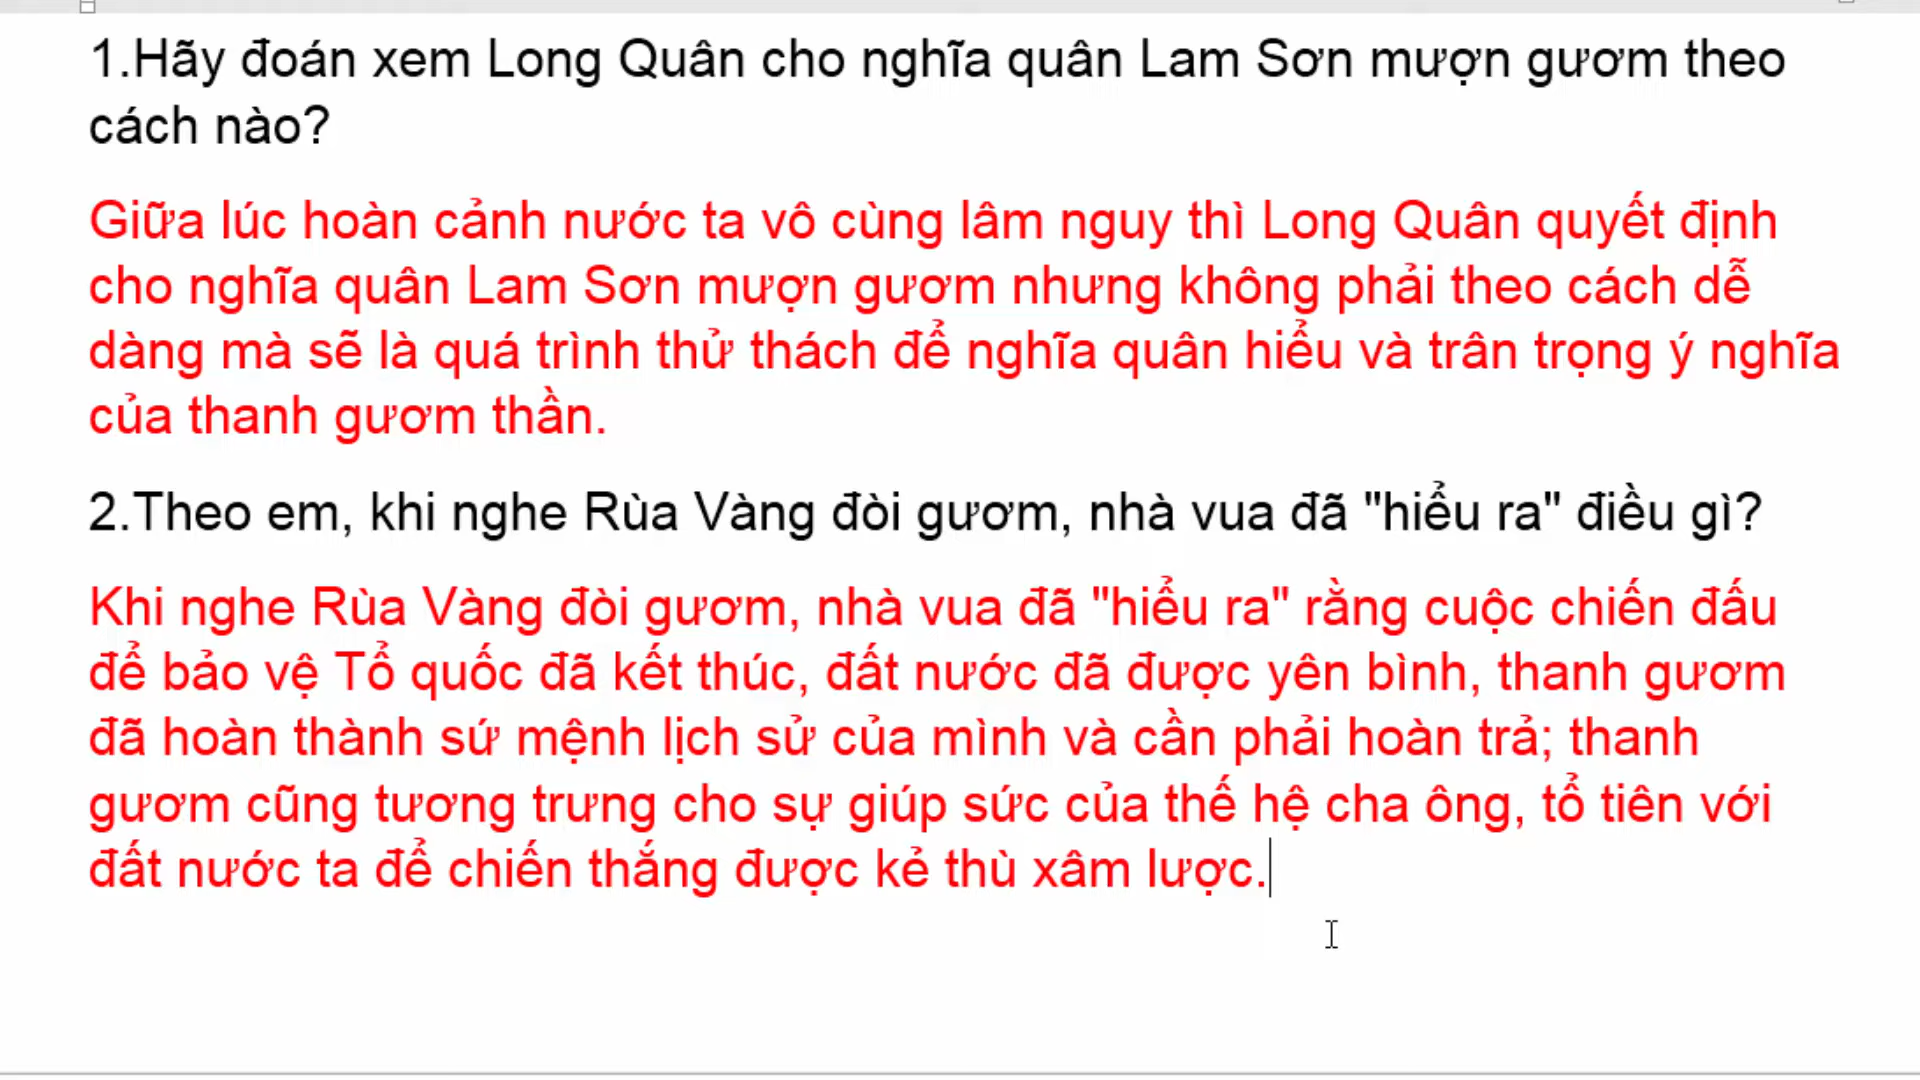 1.Hãy đoán xem Long Quân cho nghĩa quân Lam Sơn mượn gươm theo
cách nào?
Giữa lúc hoàn cảnh nước ta vô cùng lâm nguy thì Long Quân quyết định
cho nghĩa quân Lam Sơn mượn gươm nhưng không phải theo cách dễ
dàng mà sẽ là quá trình thử thách để nghĩa quân hiểu và trân trọng ý nghĩa
của thanh gươm thần.
2.Theo em, khi nghe Rùa Vàng đòi gươm, nhà vua đã "hiểu ra" điều gì?
Khi nghe Rùa Vàng đòi gươm, nhà vua đã "hiểu ra" rằng cuộc chiến đấu
để bảo vệ Tổ quốc đã kết thúc, đất nước đã được yên bình, thanh gươm
đã hoàn thành sứ mệnh lịch sử của mình và cần phải hoàn trả; thanh
gươm cũng tương trưng cho sự giúp sức của thế hệ cha ông, tổ tiên với
đất nước ta để chiến thắng được kẻ thù xâm lược.